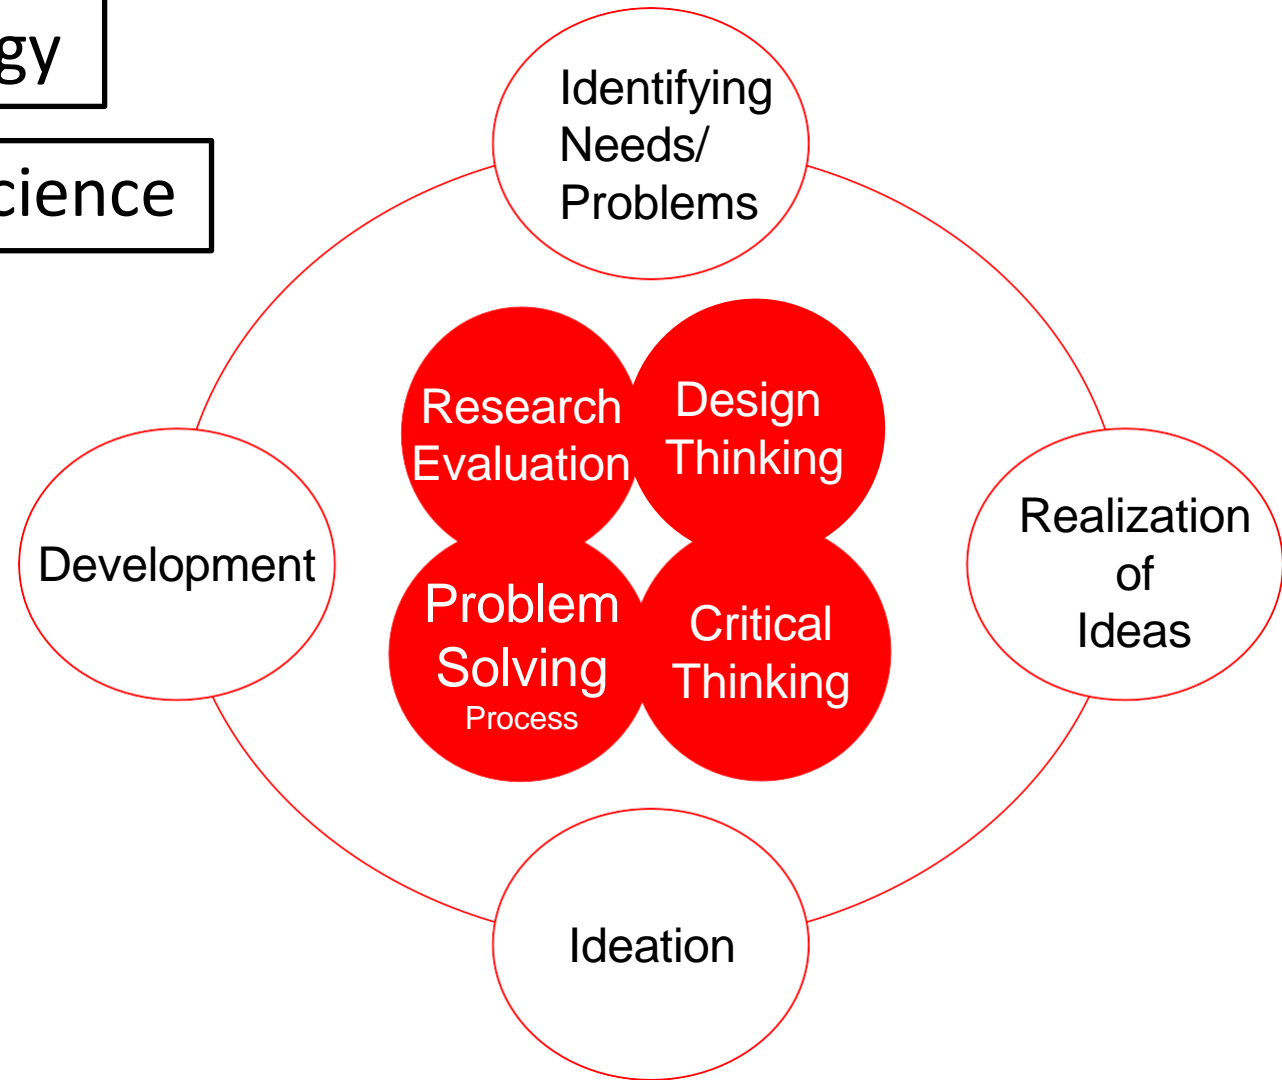 gy
cience
Identifying
Needs/
Problems
Research
Evaluation
Design
Thinking
Development
Realization
of
Ideas
Problem
Solving
Process
Critical
Thinking
Ideation